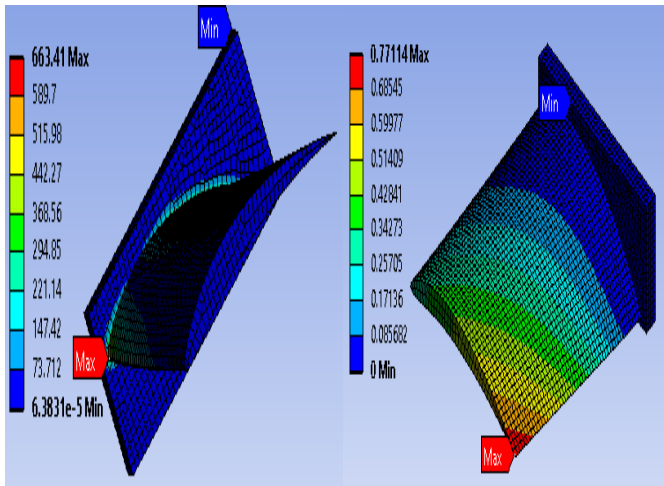 Min
663.41 Max
589.7
515.98
442.27
368.56
294.85
221.14
147.42
73.712
6.3831e-5 Min
Max
0.77114 Max
0.68545
0.59977
0.51409
0.42841
0.34273
0.25705
0.17136
0.085682
0 Min
Min
Max